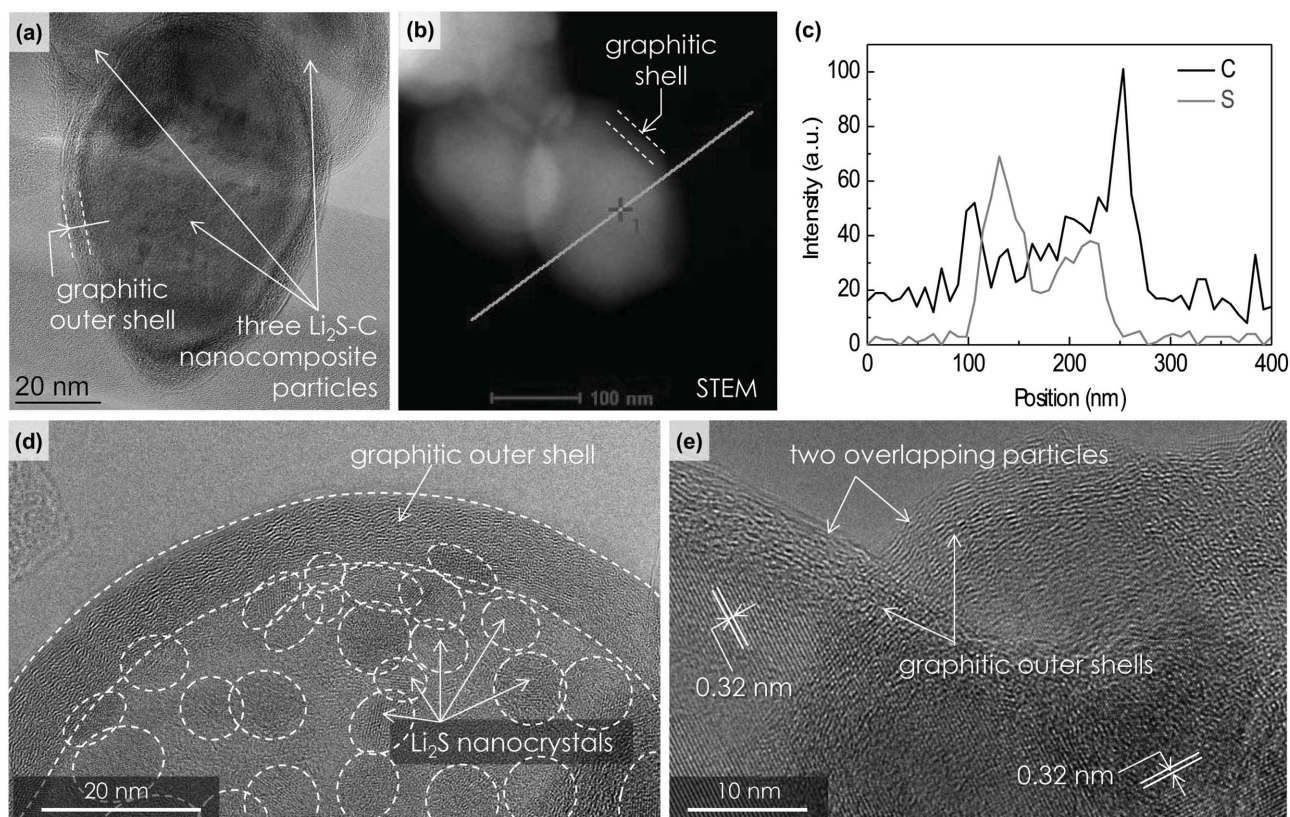 (a)
graphitic
outer shell
three Li₂S-C
nanocomposite
particles
20 nm
(b)
graphitic
shell
1
100 nm
STEM
(c)
C
S
100
80
60
40
20
0
Intensity (a.u.)
0
100
200
300
400
Position (nm)
(d)
graphitic outer shell
Li₂S nanocrystals
20 nm
(e)
two overlapping particles
graphitic outer shells
0.32 nm
0.32 nm
10 nm